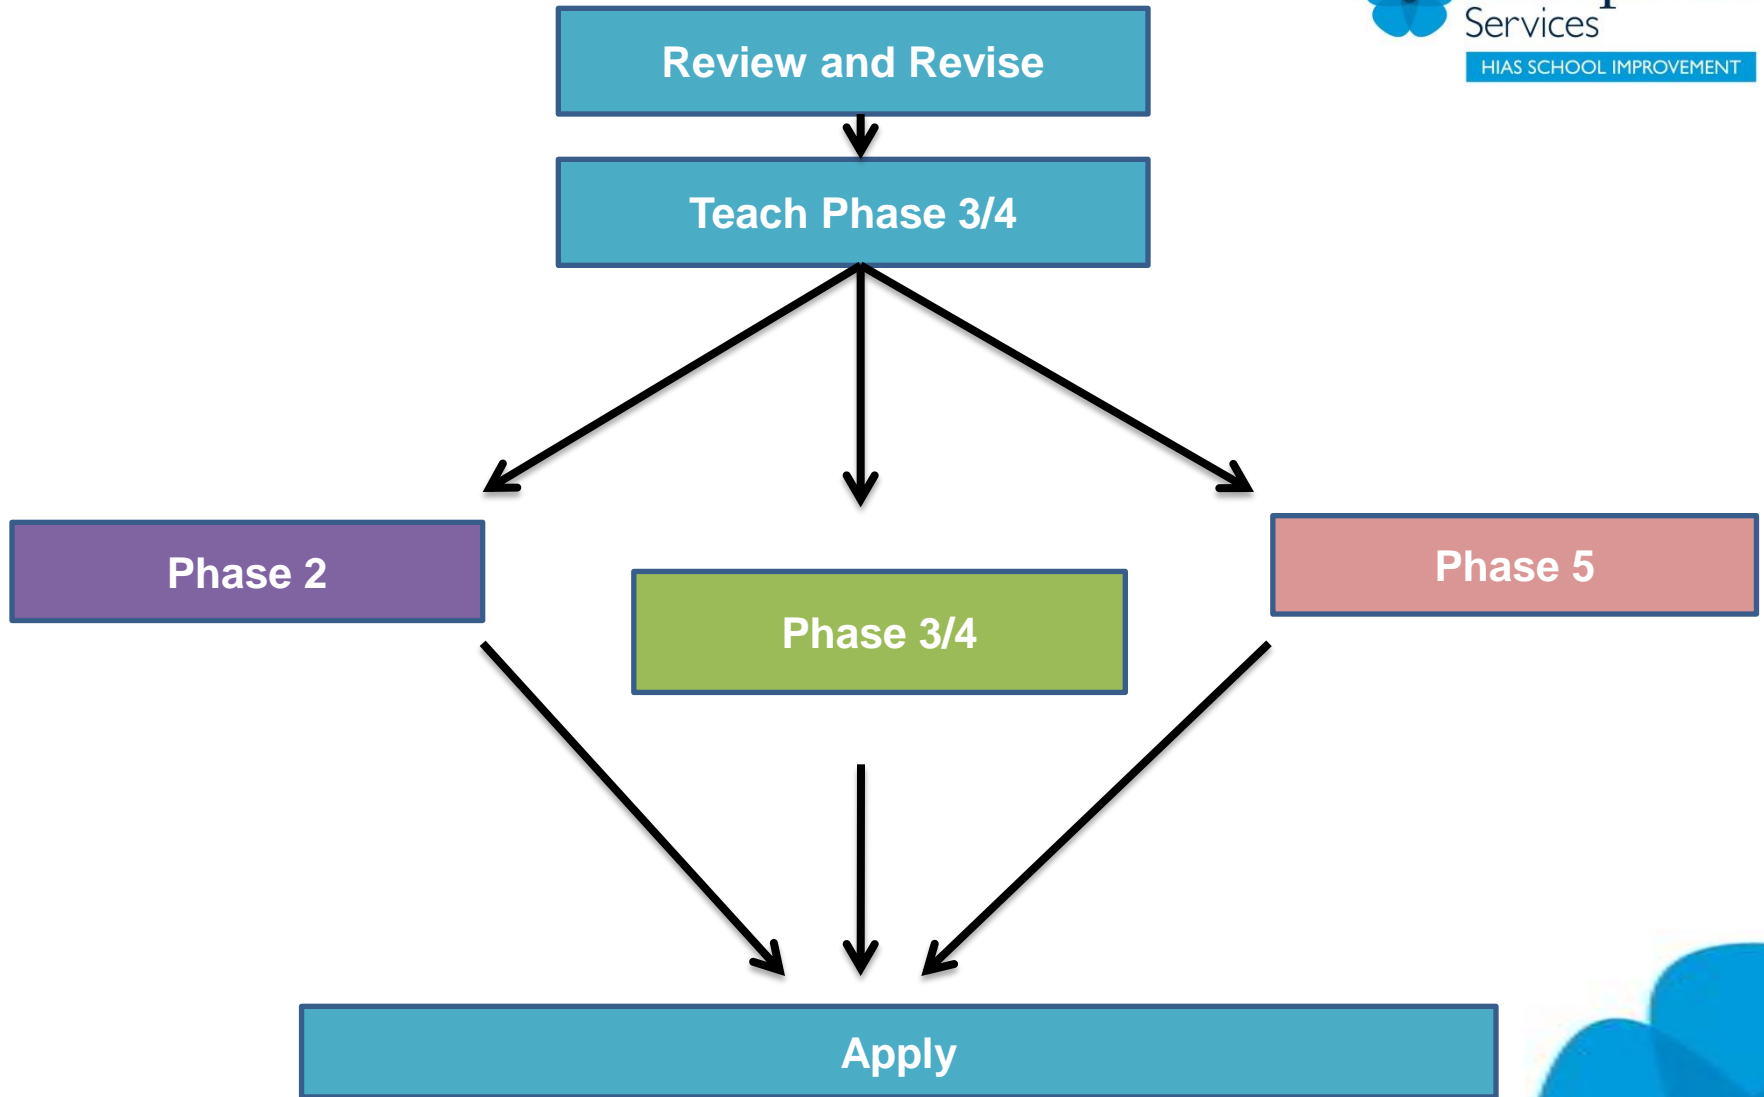 Services
HIAS SCHOOL IMPROVEMENT
Review and Revise
Teach Phase 3/4
Phase 2
Phase 3/4
Phase 5
Apply